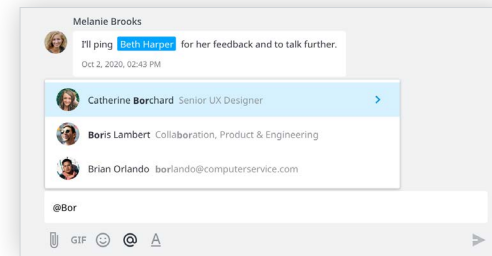 Melanie Brooks
I'll ping Beth Harper for her feedback and to talk further.
Oct 2, 2020, 02:43 PM
Catherine Borchard Senior UX Designer
Boris Lambert Collaboration, Product & Engineering
Brian Orlando borlando@computerservice.com
@Bor
GIF @ A